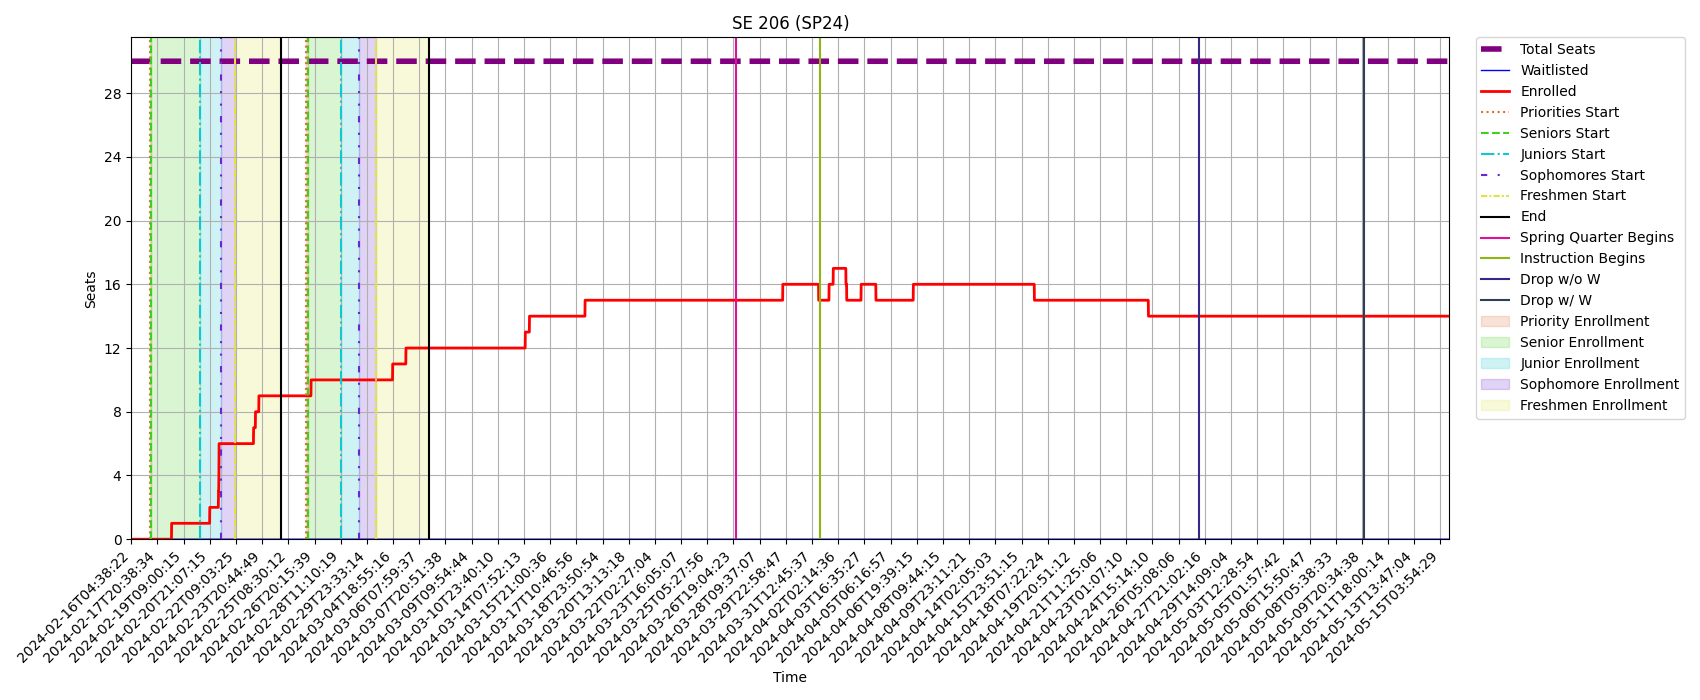 SE 206 (SP24)
Seats
28
24
20
16
12
8
4
0
2024-02-16T04:38:22
2024-02-17T20:38:34
2024-02-19T09:00:15
2024-02-20T21:07:15
2024-02-22T09:03:25
2024-02-23T20:44:49
2024-02-25T08:30:12
2024-02-26T20:15:39
2024-02-28T11:10:19
2024-02-29T23:33:14
2024-03-04T18:55:16
2024-03-06T07:59:37
2024-03-07T20:51:38
2024-03-09T09:54:44
2024-03-10T23:40:10
2024-03-14T07:52:13
2024-03-15T21:00:36
2024-03-17T10:46:56
2024-03-18T23:50:54
2024-03-20T13:13:18
2024-03-22T02:27:04
2024-03-23T16:05:07
2024-03-25T05:27:56
2024-03-26T19:04:23
2024-03-28T09:37:07
2024-03-29T22:58:47
2024-03-31T12:45:37
2024-04-02T02:14:36
2024-04-03T16:35:27
2024-04-05T06:16:57
2024-04-06T19:39:15
2024-04-08T09:44:15
2024-04-09T23:11:21
2024-04-14T02:05:03
2024-04-15T23:51:15
2024-04-18T07:22:24
2024-04-19T20:51:12
2024-04-21T11:25:06
2024-04-23T01:07:10
2024-04-24T15:14:10
2024-04-26T05:08:06
2024-04-27T21:02:16
2024-04-29T14:09:04
2024-05-03T12:28:54
2024-05-05T01:57:42
2024-05-06T15:50:47
2024-05-08T05:38:33
2024-05-09T20:34:38
2024-05-11T18:00:14
2024-05-13T13:47:04
2024-05-15T03:54:29
Time
Total Seats
Waitlisted
Enrolled
Priorities Start
Seniors Start
Juniors Start
Sophomores Start
Freshmen Start
End
Spring Quarter Begins
Instruction Begins
Drop w/o W
Drop w/ W
Priority Enrollment
Senior Enrollment
Junior Enrollment
Sophomore Enrollment
Freshmen Enrollment